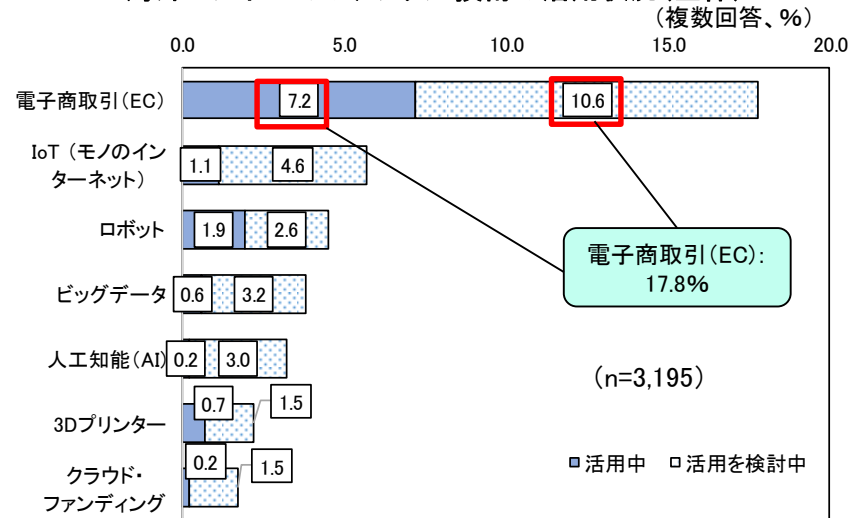 （複数回答、%）
0.0 5.0 10.0 15.0 20.0
電子商取引(EC) 7.2 10.6
IoT（モノのイン
ターネット） 1.1 4.6
ロボット 1.9 2.6
電子商取引(EC):
17.8%
ビッグデータ 0.6 3.2
人工知能(AI) 0.2 3.0
（n=3,195）
3Dプリンター 0.7 1.5
クラウド・
ファンディング 0.2 1.5
活用中 活用を検討中